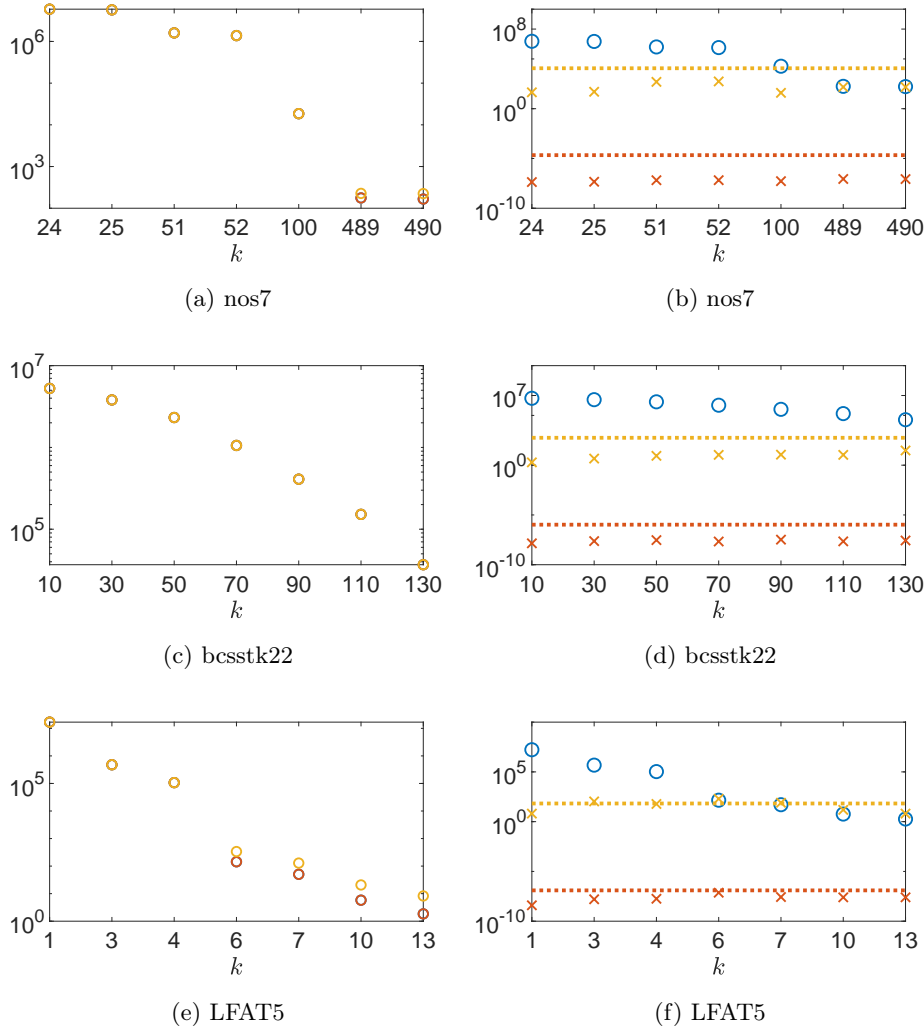 10^6
10^3
24 25 51 52 100 489 490
k
(a) nos7
10^8
10^0
10^-10
24 25 51 52 100 489 490
k
(b) nos7
10^7
10^5
10 30 50 70 90 110 130
k
(c) bcsstk22
10^7
10^0
10^-10
10 30 50 70 90 110 130
k
(d) bcsstk22
10^5
10^0
1 3 4 6 7 10 13
k
(e) LFAT5
10^5
10^0
10^-10
1 3 4 6 7 10 13
k
(f) LFAT5